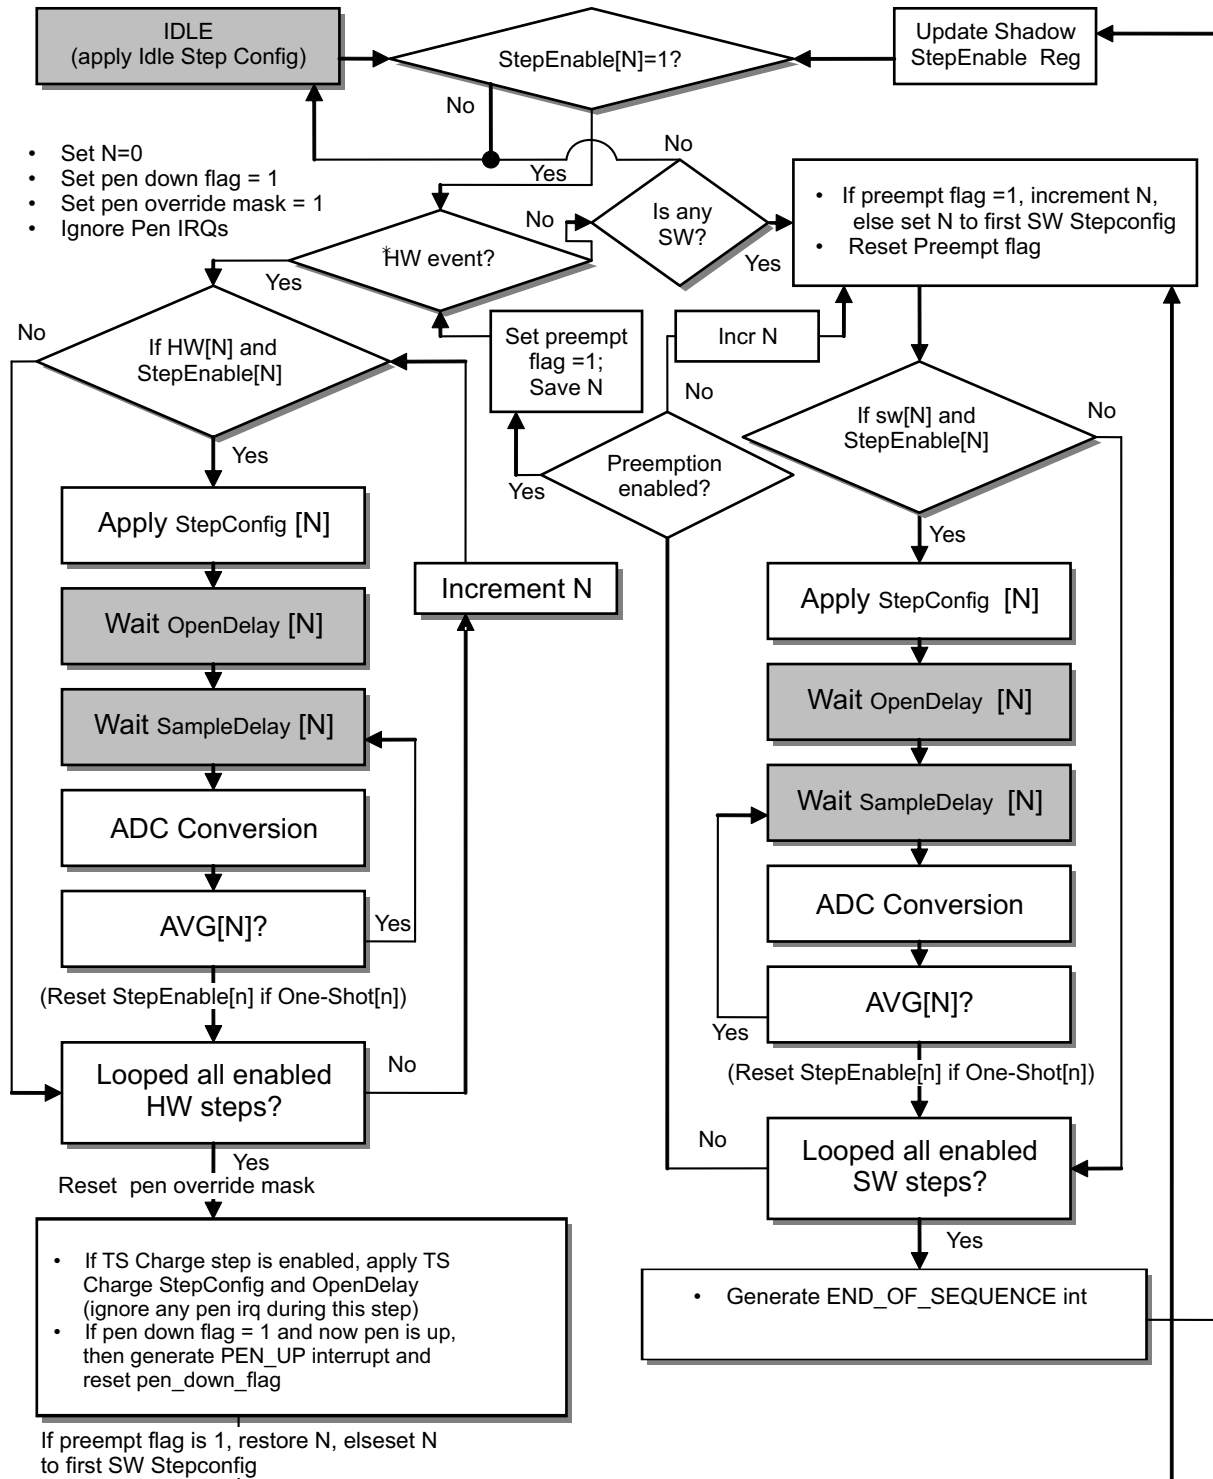 IDLE
(apply Idle Step Config)
StepEnable[N]=1?
Update Shadow
StepEnable Reg
No
No
Yes
• Set N=0
• Set pen down flag = 1
• Set pen override mask = 1
• Ignore Pen IRQs
No
Is any
SW?
Yes
• If preempt flag =1, increment N,
else set N to first SW Stepconfig
• Reset Preempt flag
*HW event?
Yes
No
If HW[N] and
StepEnable[N]
Yes
Set preempt
flag =1;
Save N
Incr N
No
Preemption
enabled?
Yes
If sw[N] and
StepEnable[N]
No
Yes
Apply StepConfig [N]
Wait OpenDelay [N]
Wait SampleDelay [N]
ADC Conversion
AVG[N]?
Yes
(Reset StepEnable[n] if One-Shot[n])
Increment N
Looped all enabled
HW steps?
No
Yes
Reset pen override mask
• If TS Charge step is enabled, apply TS
Charge StepConfig and OpenDelay
(ignore any pen irq during this step)
• If pen down flag = 1 and now pen is up,
then generate PEN_UP interrupt and
reset pen_down_flag
If preempt flag is 1, restore N, elseset N
to first SW Stepconfig
Apply StepConfig [N]
Wait OpenDelay [N]
Wait SampleDelay [N]
ADC Conversion
AVG[N]?
Yes
(Reset StepEnable[n] if One-Shot[n])
No
Looped all enabled
SW steps?
Yes
• Generate END_OF_SEQUENCE int